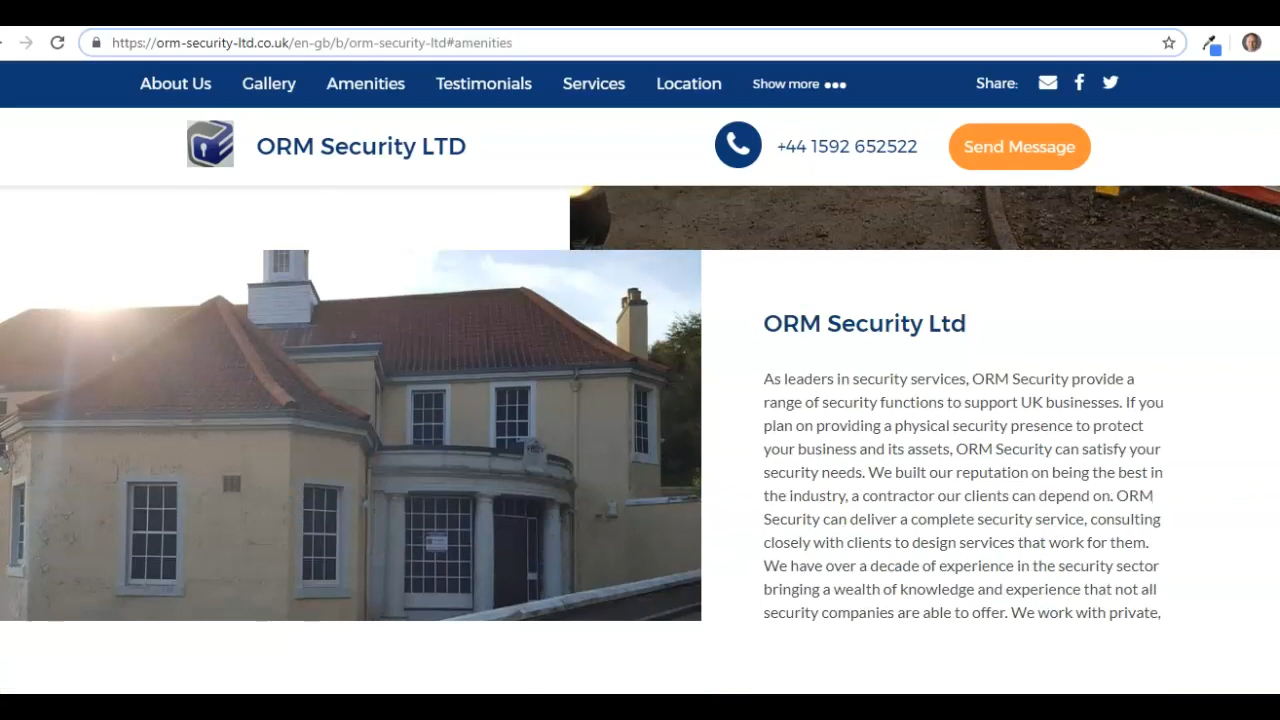 https://orm-security-ltd.co.uk/en-gb/b/orm-security-ltd#amenities
About Us Gallery Amenities Testimonials Services Location Show more Share:
ORM Security LTD +44 1592 652522 Send Message
ORM Security Ltd
As leaders in security services, ORM Security provide a
range of security functions to support UK businesses. If you
plan on providing a physical security presence to protect
your business and its assets, ORM Security can satisfy your
security needs. We built our reputation on being the best in
the industry, a contractor our clients can depend on. ORM
Security can deliver a complete security service, consulting
closely with clients to design services that work for them.
We have over a decade of experience in the security sector
bringing a wealth of knowledge and experience that not all
security companies are able to offer. We work with private,